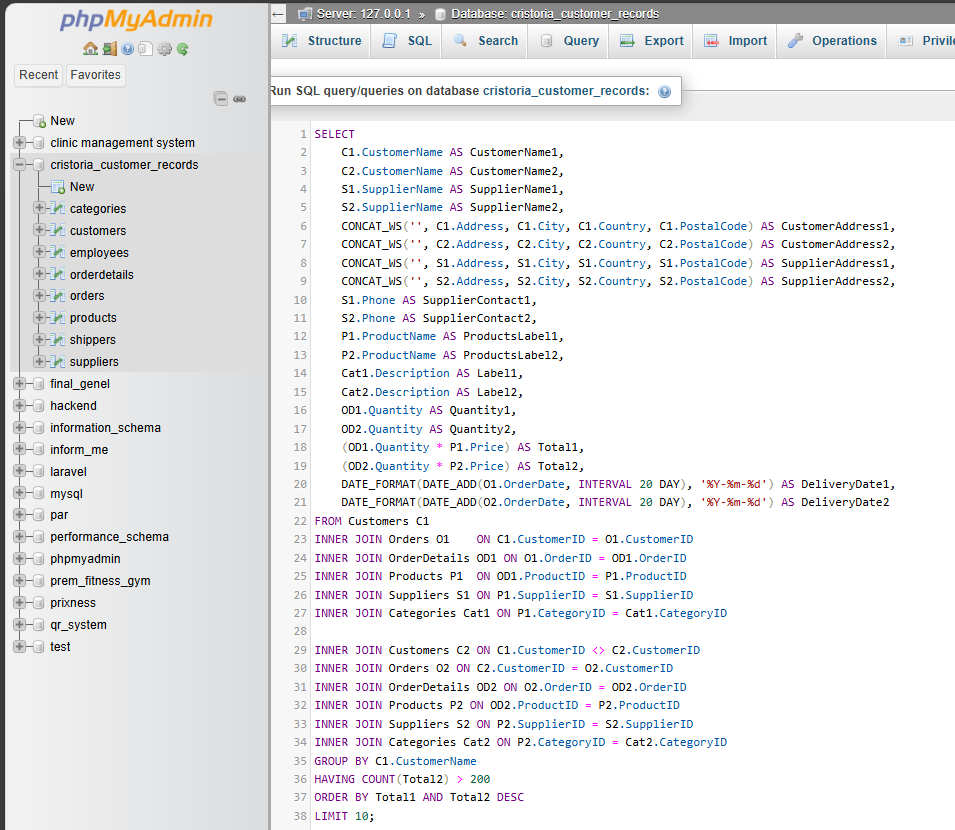 phpMyAdmin
Recent Favorites
New
clinic management system
cristoria_customer_records
New
categories
customers
employees
orderdetails
orders
products
shippers
suppliers
final_genel
hackend
information_schema
inform_me
laravel
mysql
par
performance_schema
phpmyadmin
prem_fitness_gym
prixness
qr_system
test
Server: 127.0.0.1 » Database: cristoria_customer_records
Structure SQL Search Query Export Import Operations Privile
Run SQL query/queries on database cristoria_customer_records:
1 SELECT
2 C1.CustomerName AS CustomerName1,
3 C2.CustomerName AS CustomerName2,
4 S1.SupplierName AS SupplierName1,
5 S2.SupplierName AS SupplierName2,
6 CONCAT_WS('', C1.Address, C1.City, C1.Country, C1.PostalCode) AS CustomerAddress1,
7 CONCAT_WS('', C2.Address, C2.City, C2.Country, C2.PostalCode) AS CustomerAddress2,
8 CONCAT_WS('', S1.Address, S1.City, S1.Country, S1.PostalCode) AS SupplierAddress1,
9 CONCAT_WS('', S2.Address, S2.City, S2.Country, S2.PostalCode) AS SupplierAddress2,
10 S1.Phone AS SupplierContact1,
11 S2.Phone AS SupplierContact2,
12 P1.ProductName AS ProductsLabel1,
13 P2.ProductName AS ProductsLabel2,
14 Cat1.Description AS Label1,
15 Cat2.Description AS Label2,
16 OD1.Quantity AS Quantity1,
17 OD2.Quantity AS Quantity2,
18 (OD1.Quantity * P1.Price) AS Total1,
19 (OD2.Quantity * P2.Price) AS Total2,
20 DATE_FORMAT(DATE_ADD(O1.OrderDate, INTERVAL 20 DAY), '%Y-%m-%d') AS DeliveryDate1,
21 DATE_FORMAT(DATE_ADD(O2.OrderDate, INTERVAL 20 DAY), '%Y-%m-%d') AS DeliveryDate2
22 FROM Customers C1
23 INNER JOIN Orders O1 ON C1.CustomerID = O1.CustomerID
24 INNER JOIN OrderDetails OD1 ON O1.OrderID = OD1.OrderID
25 INNER JOIN Products P1 ON OD1.ProductID = P1.ProductID
26 INNER JOIN Suppliers S1 ON P1.SupplierID = S1.SupplierID
27 INNER JOIN Categories Cat1 ON P1.CategoryID = Cat1.CategoryID
28
29 INNER JOIN Customers C2 ON C1.CustomerID <> C2.CustomerID
30 INNER JOIN Orders O2 ON C2.CustomerID = O2.CustomerID
31 INNER JOIN OrderDetails OD2 ON O2.OrderID = OD2.OrderID
32 INNER JOIN Products P2 ON OD2.ProductID = P2.ProductID
33 INNER JOIN Suppliers S2 ON P2.SupplierID = S2.SupplierID
34 INNER JOIN Categories Cat2 ON P2.CategoryID = Cat2.CategoryID
35 GROUP BY C1.CustomerName
36 HAVING COUNT(Total2) > 200
37 ORDER BY Total1 AND Total2 DESC
38 LIMIT 10;